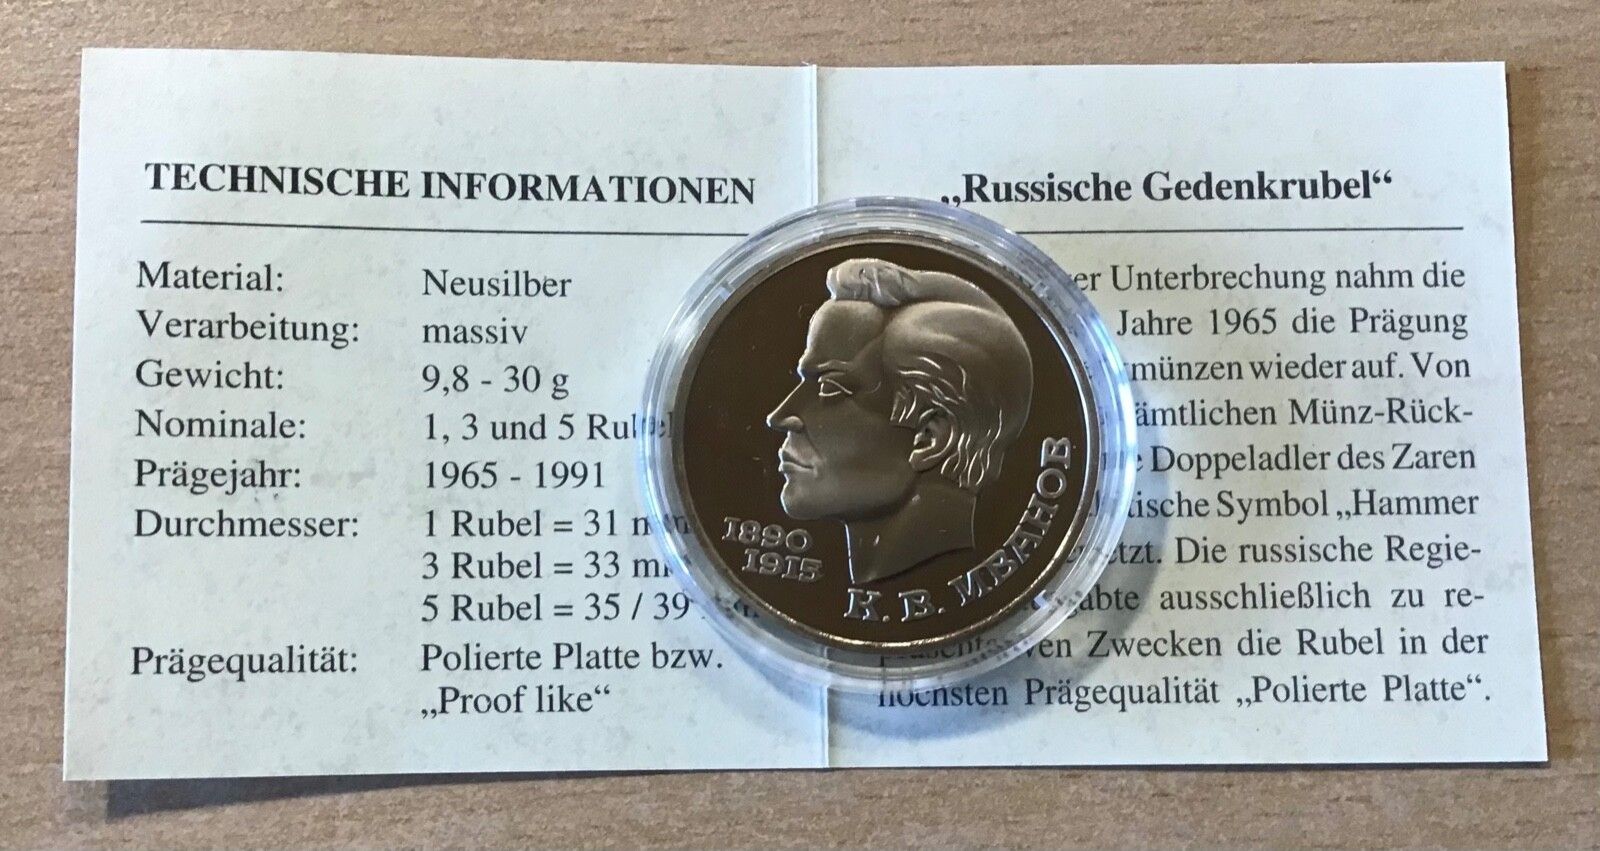 TECHNISCHE INFORMATIONEN
Material: Neusilber
Verarbeitung: massiv
Gewicht: 9,8 - 30 g
Nominale: 1, 3 und 5
Prägejahr: 1965 - 1991
Durchmesser: 1 Rubel = 31
3 Rubel = 33
5 Rubel = 35 / 39
Prägequalität: Polierte Platte bzw.
„Proof like“
1890
1915
К. В. ИВАНОВ
„Russische Gedenkrubel“
Unterbrechung nahm die
Jahre 1965 die Prägung
münzen wieder auf. Von
ämtlichen Münz-Rück-
Doppeladler des Zaren
tische Symbol „Hammer
tzt. Die russische Regie-
abte ausschließlich zu re-
Zwecken die Rubel in der
höchsten Prägequalität „Polierte Platte“.